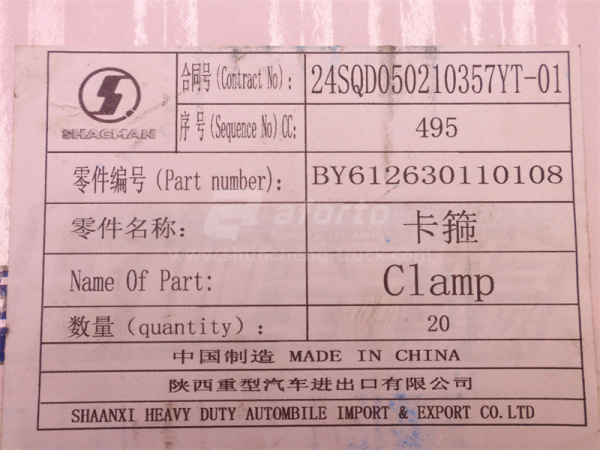 SHACMAN
合同号(Contract No): 24SQD050210357YT-01
序号(Sequence No)CC: 495
零件编号(Part number): BY612630110108
零件名称: 卡箍
Name Of Part: Clamp
数量(quantity): 20
中国制造 MADE IN CHINA
陕西重型汽车进出口有限公司
SHAANXI HEAVY DUTY AUTOMBILE IMPORT & EXPORT CO.LTD